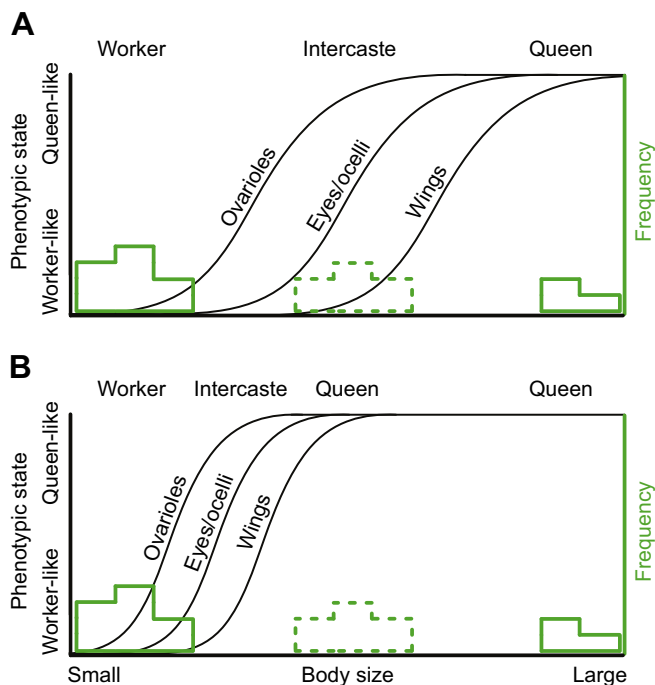 A
Worker Intercaste Queen
Queen-like
Phenotypic state
Worker-like
Ovarioles
Eyes/ocelli
Wings
Frequency
B
Worker Intercaste Queen Queen
Queen-like
Phenotypic state
Worker-like
Ovarioles
Eyes/ocelli
Wings
Frequency
Small Body size Large